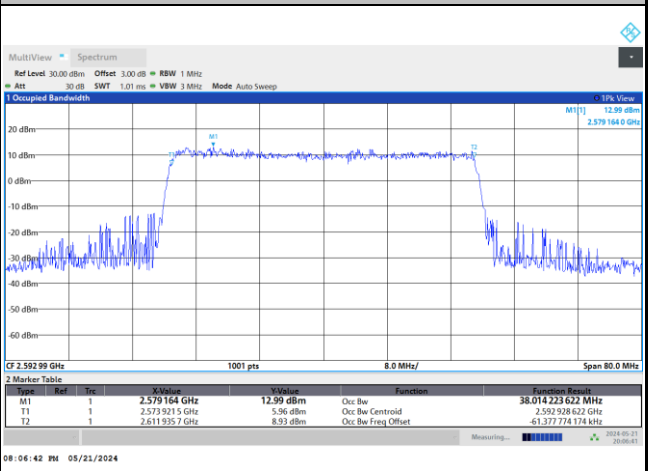 MultiView Spectrum
Ref Level 30.00 dBm Offset 3.00 dB RBW 1 MHz
Att 30 dB SWT 1.01 ms VBW 3 MHz Mode Auto Sweep
1 Occupied Bandwidth 1Pk View
M1[1] 12.99 dBm
2.579 164 0 GHz
M1
20 dBm
T1
T2
10 dBm
0 dBm
-10 dBm
-20 dBm
-30 dBm
-40 dBm
-50 dBm
-60 dBm
CF 2.592 99 GHz 1001 pts 8.0 MHz/ Span 80.0 MHz
2 Marker Table
Type Ref Trc X-Value Y-Value Function Function Result
M1 1 2.579 164 GHz 12.99 dBm Occ Bw 38.014 223 622 MHz
T1 1 2.573 921 5 GHz 5.96 dBm Occ Bw Centroid 2.592 928 622 GHz
T2 1 2.611 935 7 GHz 8.93 dBm Occ Bw Freq Offset -61.377 774 174 kHz
Measuring... 2024-05-21
20:06:41
08:06:42 PM 05/21/2024